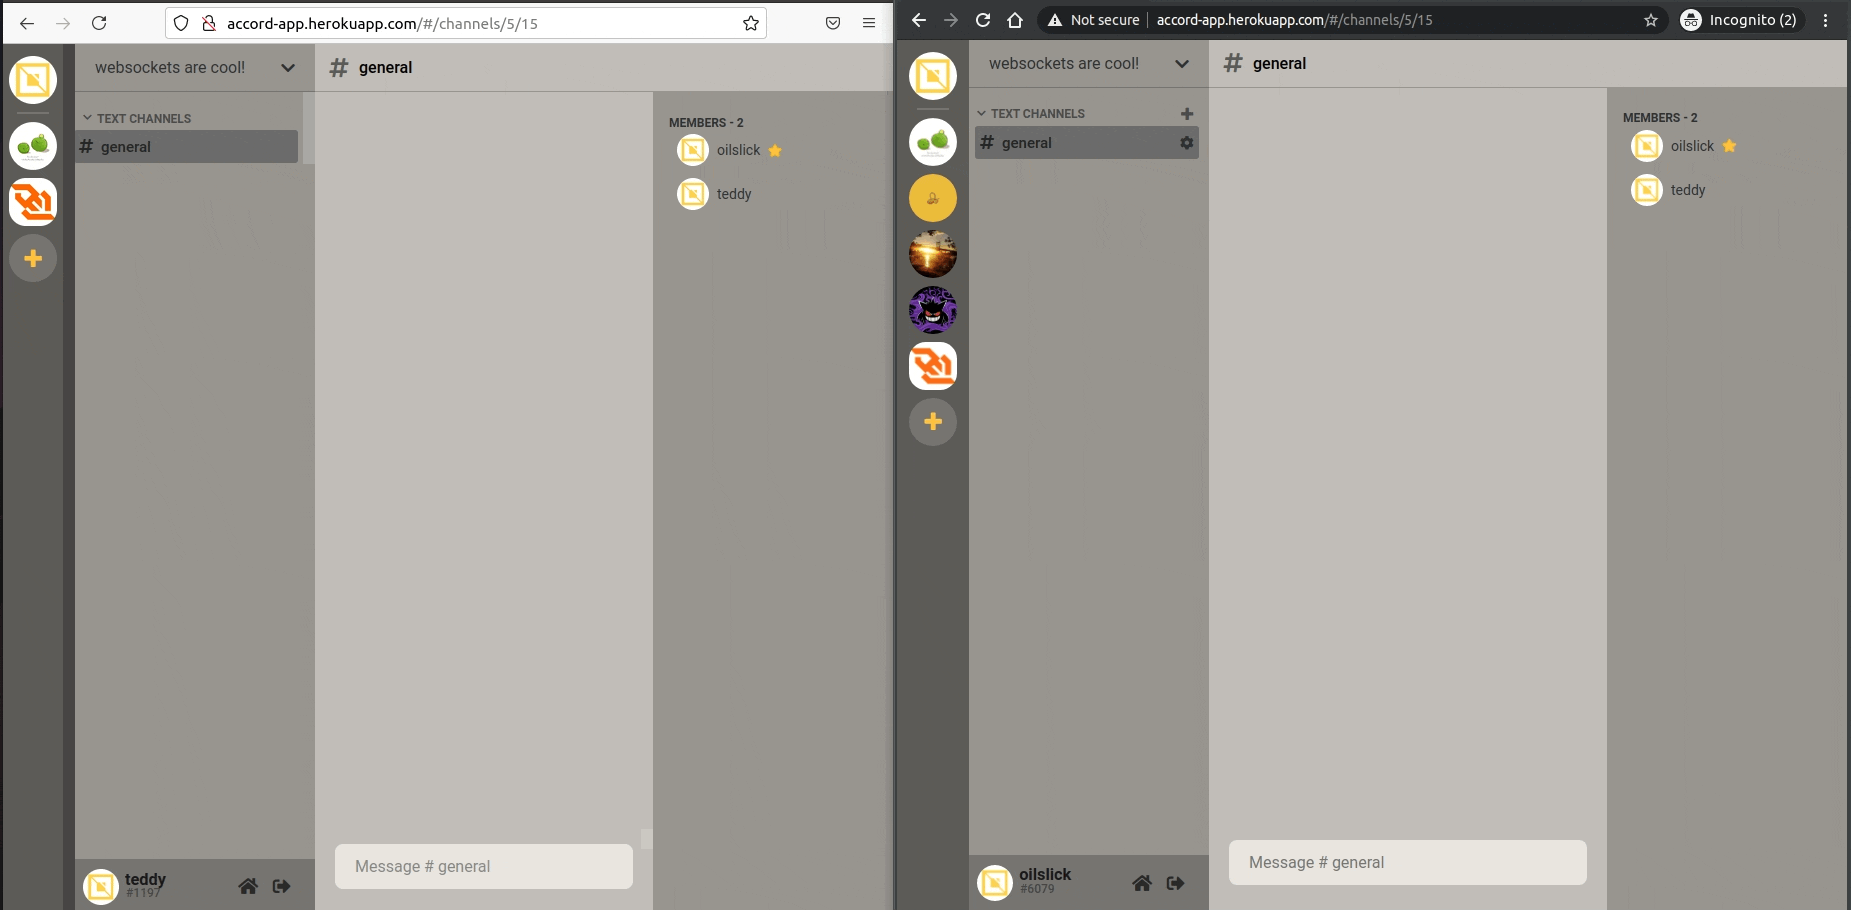 accord-app.herokuapp.com/#/channels/5/15
websockets are cool!
# general
TEXT CHANNELS
# general
MEMBERS - 2
oilslick
teddy
Message # general
teddy
#1197
Not secure accord-app.herokuapp.com/#/channels/5/15 Incognito (2)
websockets are cool!
# general
TEXT CHANNELS
# general
MEMBERS - 2
oilslick
teddy
Message # general
oilslick
#6079